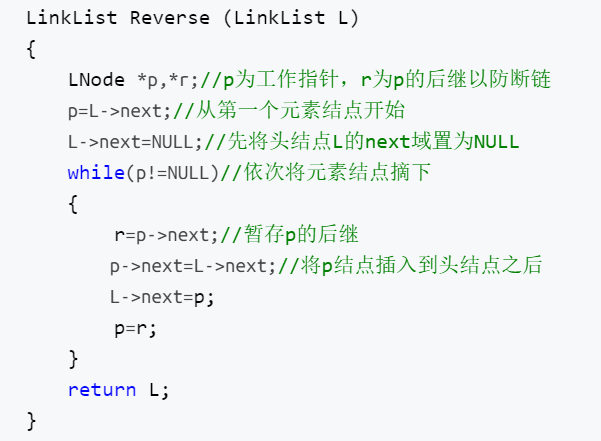 LinkList Reverse (LinkList L)
{
LNode *p,*r;//p为工作指针，r为p的后继以防断链
p=L->next;//从第一个元素结点开始
L->next=NULL;//先将头结点L的next域置为NULL
while(p!=NULL)//依次将元素结点摘下
{
r=p->next;//暂存p的后继
p->next=L->next;//将p结点插入到头结点之后
L->next=p;
p=r;
}
return L;
}